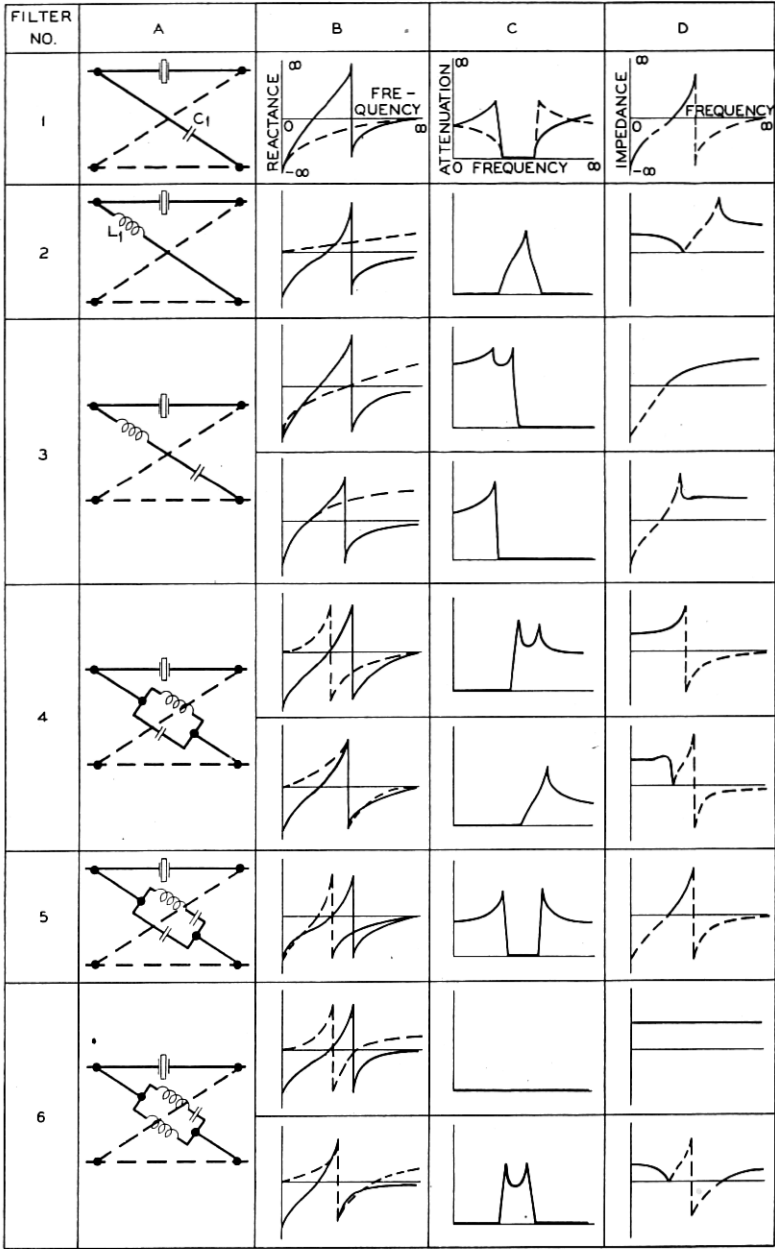 FILTER NO.
A
B
C
D
1
C1
REACTANCE
∞
0
-∞
FRE-
QUENCY
∞
ATTENUATION
∞
0 FREQUENCY
∞
IMPEDANCE
∞
0
-∞
FREQUENCY
∞
2
L1
3
4
5
6